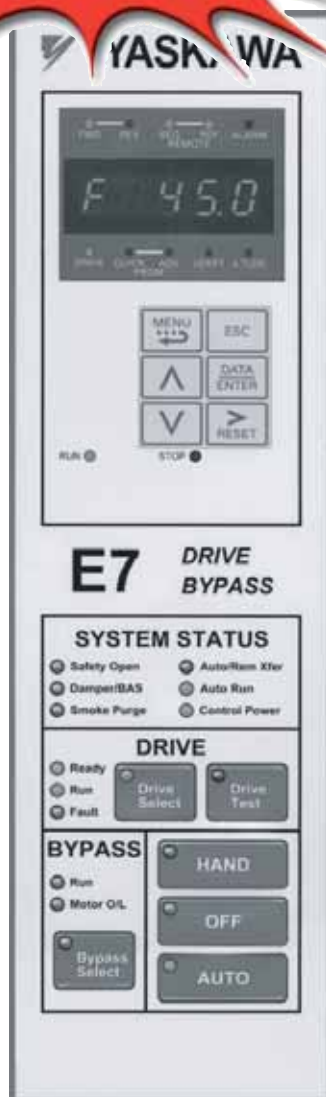 YASKAWA
FWD REV SEQ REF ALARM
REMOTE
F 45.0
DRIVE QUICK ADV VERIFY A.TUNE
PRGM
MENU ESC
DATA
ENTER
>
RESET
RUN STOP
E7 DRIVE
BYPASS
SYSTEM STATUS
Safety Open Auto/Rem Xfer
Damper/BAS Auto Run
Smoke Purge Control Power
DRIVE
Ready
Run
Fault
Drive
Select
Drive
Test
BYPASS
Run
Motor O/L
Bypass
Select
HAND
OFF
AUTO